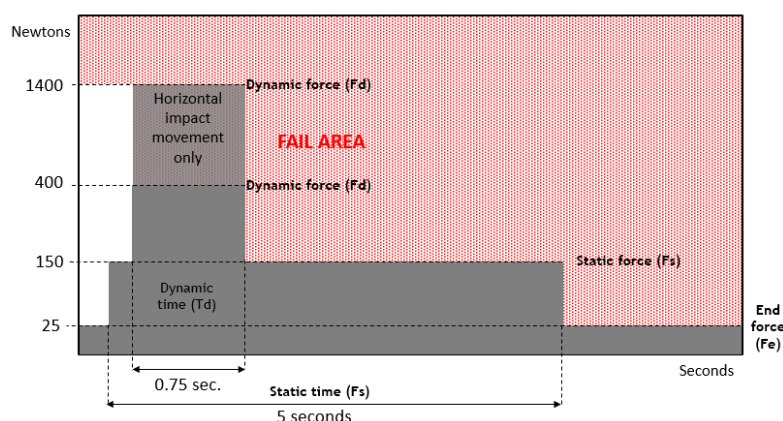 Newtons
1400
Dynamic force (Fd)
Horizontal
impact
movement
only
FAIL AREA
400
Dynamic force (Fd)
150
Static force (Fs)
Dynamic
time (Td)
25
End
force
(Fe)
Seconds
0.75 sec.
Static time (Fs)
5 seconds